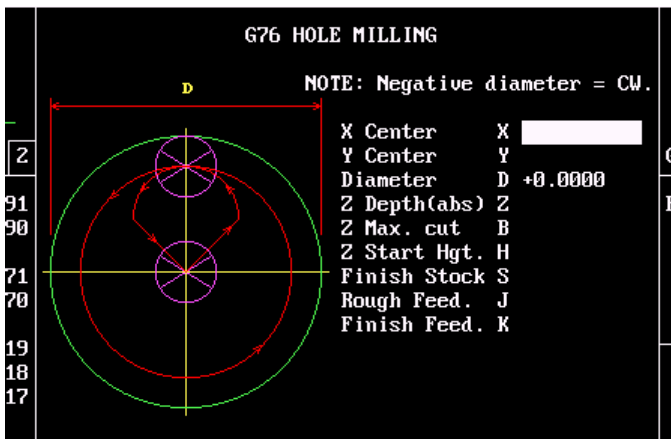 G76 HOLE MILLING
NOTE: Negative diameter = CW.
D
X Center X
Y Center Y
Diameter D +0.0000
Z Depth(abs) Z
Z Max. cut B
Z Start Hgt. H
Finish Stock S
Rough Feed. J
Finish Feed. K
Z
91
90
71
70
19
18
17